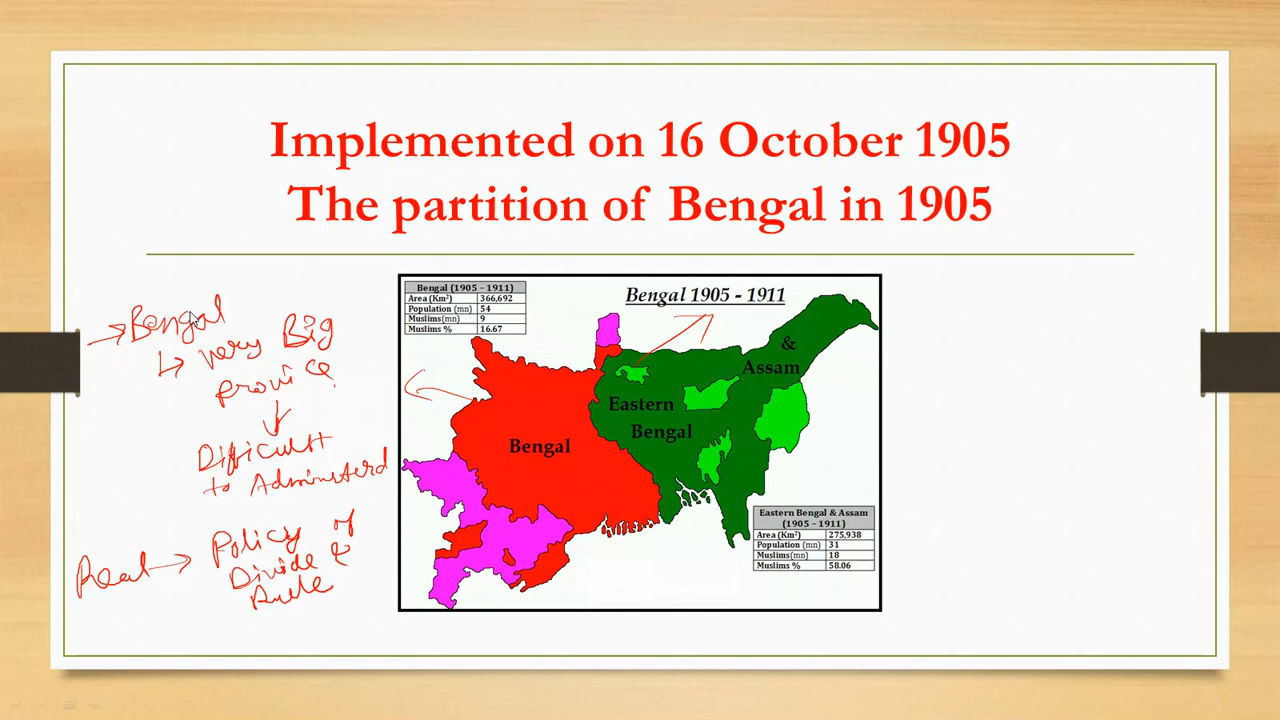 Implemented on 16 October 1905
The partition of Bengal in 1905
Bengal
very Big
provice
Difficult
to Administerd
Real
Policy of
Divide &
Rule
Bengal (1905 – 1911)
Area (Km²) 366,692
Population (mn) 54
Muslims(mn) 9
Muslims % 16.67
Bengal 1905 - 1911
&
Assam
Eastern
Bengal
Bengal
Eastern Bengal & Assam
(1905 – 1911)
Area (Km²) 275,938
Population (mn) 31
Muslims(mn) 18
Muslims % 58.06